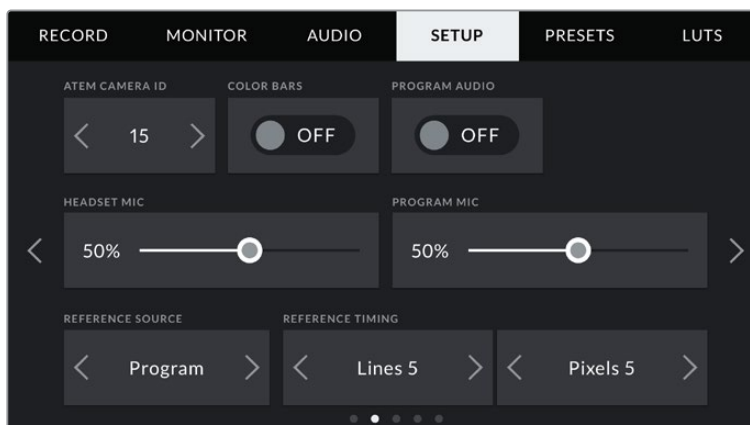 RECORD MONITOR AUDIO SETUP PRESETS LUTS
ATEM CAMERA ID COLOR BARS PROGRAM AUDIO
15 OFF OFF
HEADSET MIC PROGRAM MIC
50% 50%
REFERENCE SOURCE REFERENCE TIMING
Program Lines 5 Pixels 5